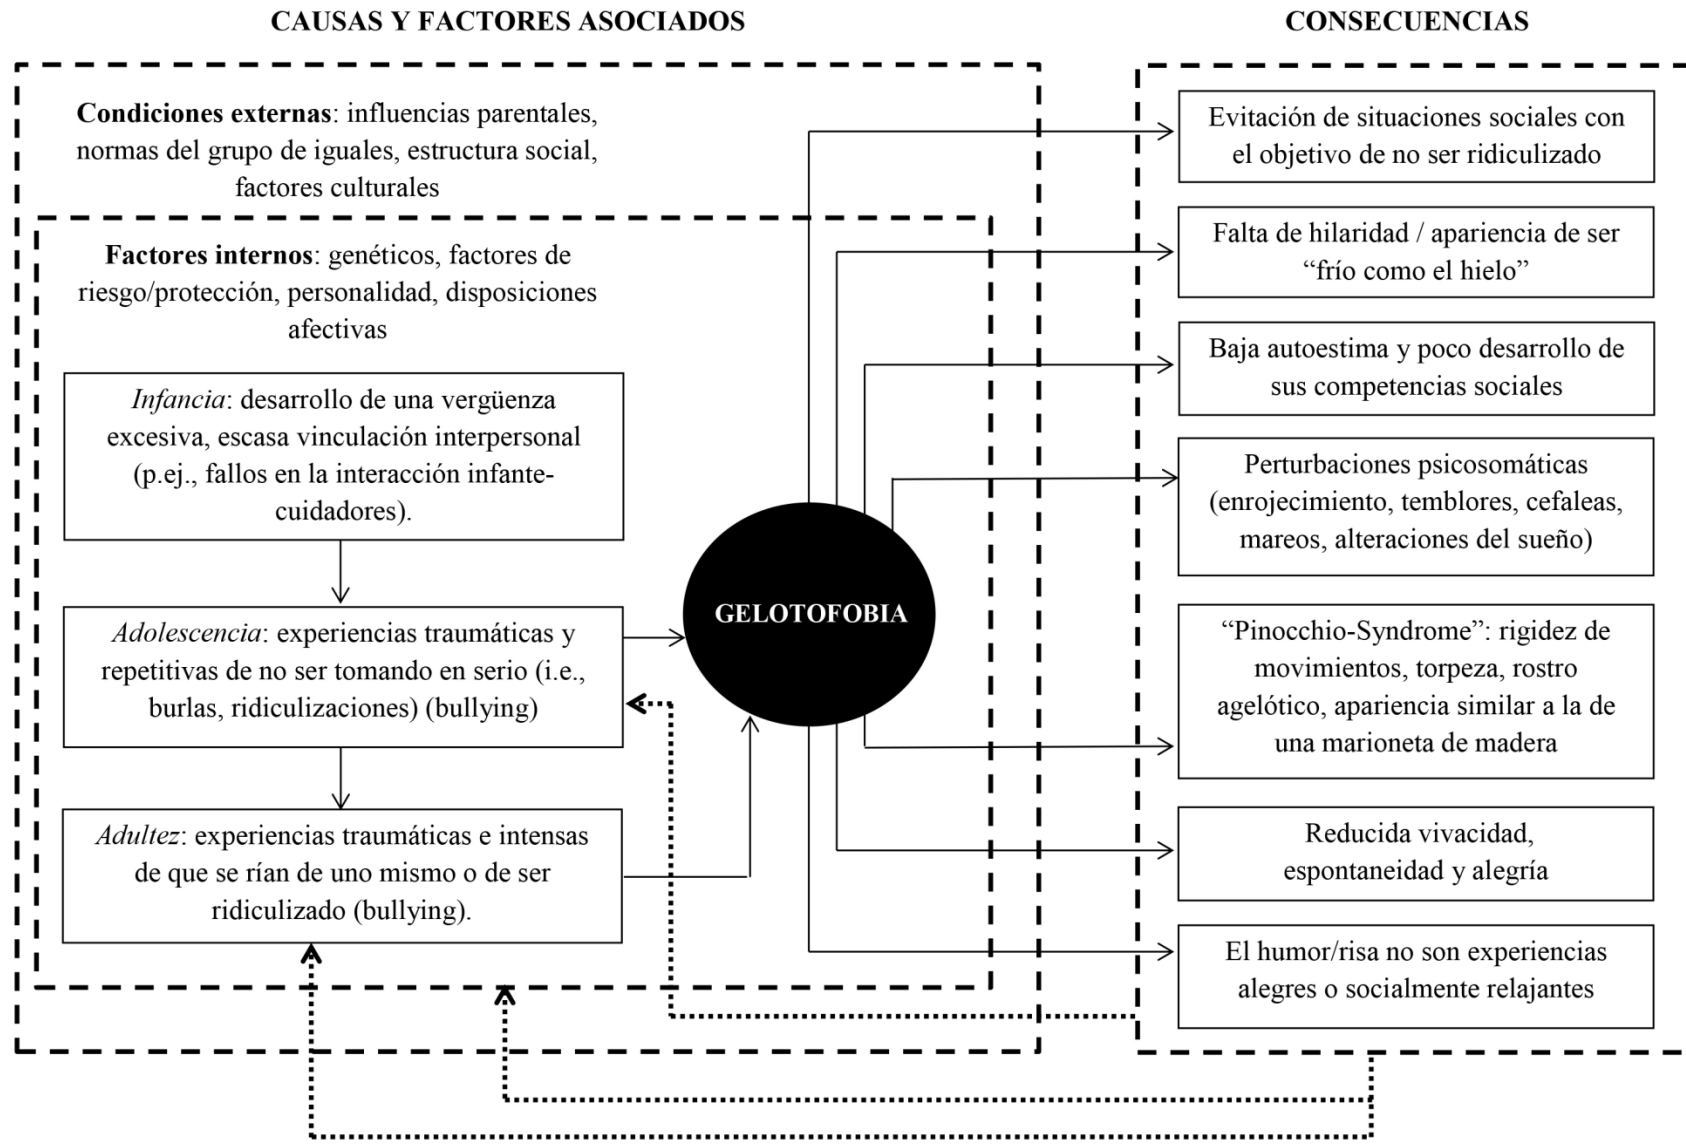 CAUSAS Y FACTORES ASOCIADOS
CONSECUENCIAS
Condiciones externas: influencias parentales,
normas del grupo de iguales, estructura social,
factores culturales
Factores internos: genéticos, factores de
riesgo/protección, personalidad, disposiciones
afectivas
Infancia: desarrollo de una vergüenza
excesiva, escasa vinculación interpersonal
(p.ej., fallos en la interacción infante-
cuidadores).
Adolescencia: experiencias traumáticas y
repetitivas de no ser tomando en serio (i.e.,
burlas, ridiculizaciones) (bullying)
Adultez: experiencias traumáticas e intensas
de que se rían de uno mismo o de ser
ridiculizado (bullying).
GELOTOFOBIA
Evitación de situaciones sociales con
el objetivo de no ser ridiculizado
Falta de hilaridad / apariencia de ser
“frío como el hielo”
Baja autoestima y poco desarrollo de
sus competencias sociales
Perturbaciones psicosomáticas
(enrojecimiento, temblores, cefaleas,
mareos, alteraciones del sueño)
“Pinocchio-Syndrome”: rigidez de
movimientos, torpeza, rostro
agelótico, apariencia similar a la de
una marioneta de madera
Reducida vivacidad,
espontaneidad y alegría
El humor/risa no son experiencias
alegres o socialmente relajantes